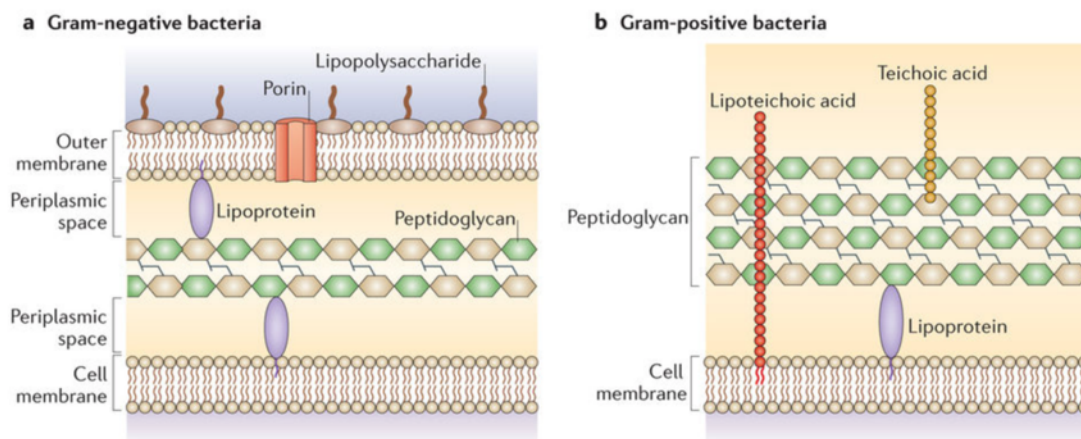 a Gram-negative bacteria
Lipopolysaccharide
Porin
Outer
membrane
Periplasmic
space
Lipoprotein
Peptidoglycan
Periplasmic
space
Cell
membrane
b Gram-positive bacteria
Teichoic acid
Lipoteichoic acid
Peptidoglycan
Lipoprotein
Cell
membrane